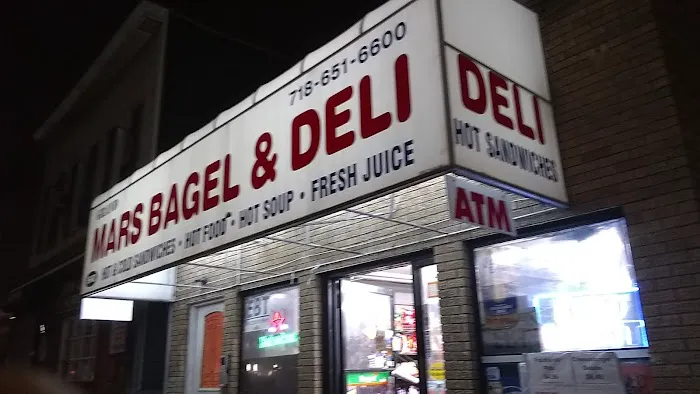 718-651-6600
MARS BAGEL & DELI
HOT & COLD SANDWICHES • HOT FOOD • HOT SOUP • FRESH JUICE
DELI
HOT SANDWICHES
ATM
EBT